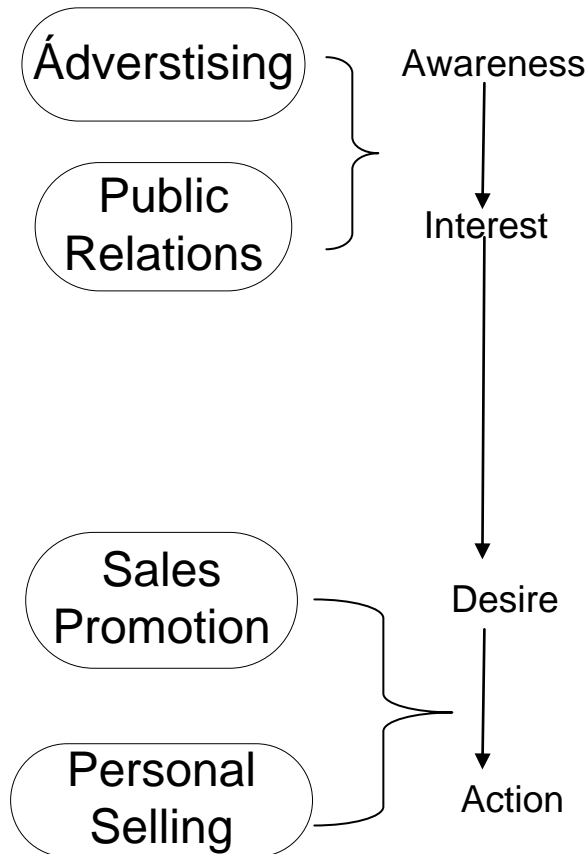 Ádverstising
Awareness
Public
Relations
Interest
Sales
Promotion
Desire
Personal
Selling
Action